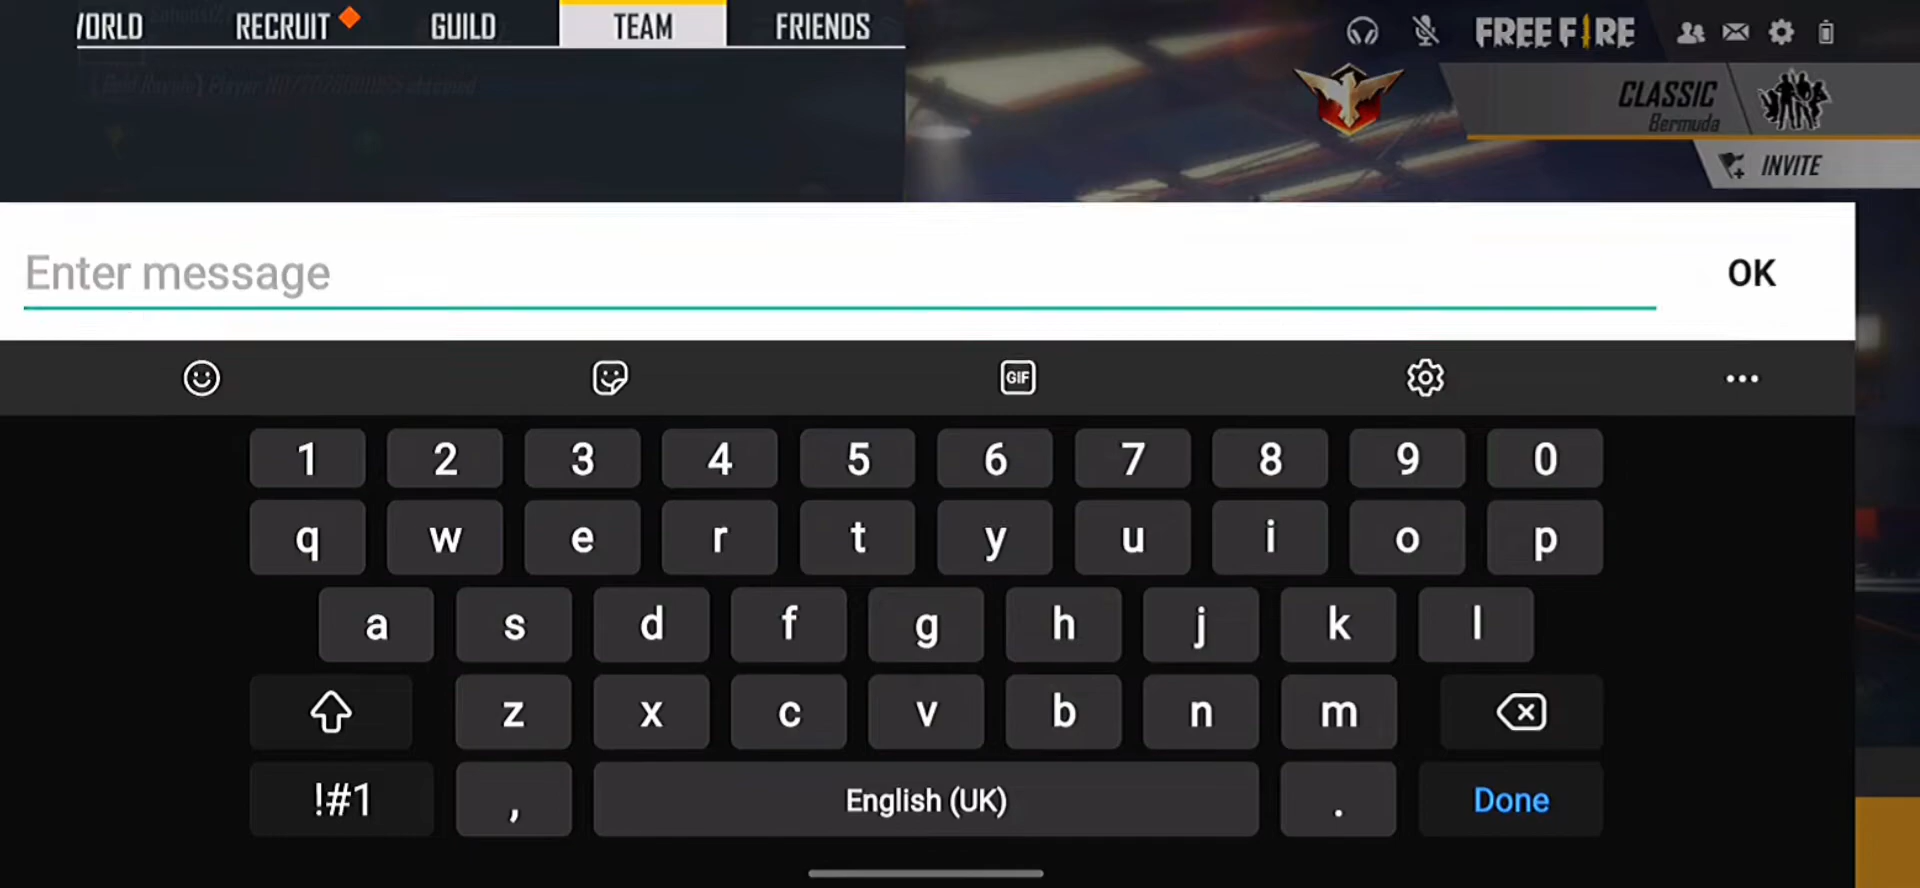 /ORLD RECRUIT GUILD TEAM FRIENDS
FREE FIRE
CLASSIC
Bermuda
INVITE
Enter message
OK
GIF
1 2 3 4 5 6 7 8 9 0
q w e r t y u i o p
a s d f g h j k l
z x c v b n m
!#1 , English (UK) . Done